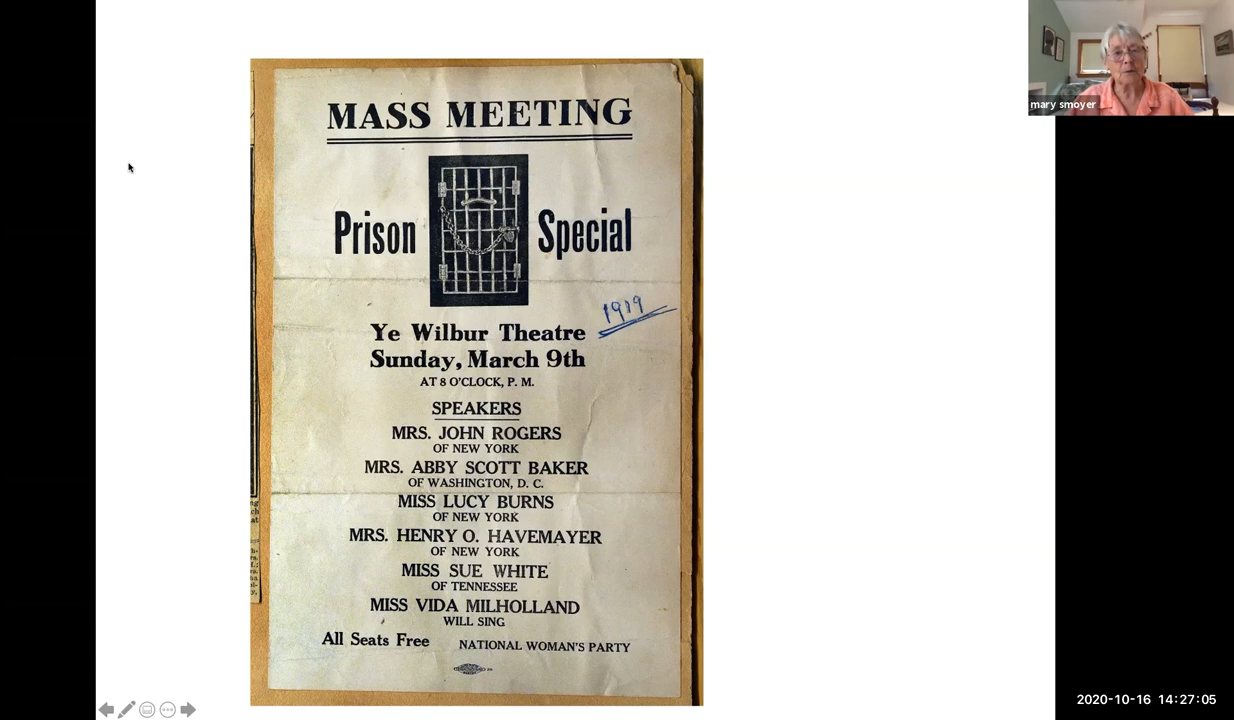 MASS MEETING
Prison Special
1919
Ye Wilbur Theatre
Sunday, March 9th
AT 8 O'CLOCK, P. M.
SPEAKERS
MRS. JOHN ROGERS
OF NEW YORK
MRS. ABBY SCOTT BAKER
OF WASHINGTON, D. C.
MISS LUCY BURNS
OF NEW YORK
MRS. HENRY O. HAVEMAYER
OF NEW YORK
MISS SUE WHITE
OF TENNESSEE
MISS VIDA MILHOLLAND
WILL SING
All Seats Free NATIONAL WOMAN'S PARTY
mary smoyer
2020-10-16 14:27:05